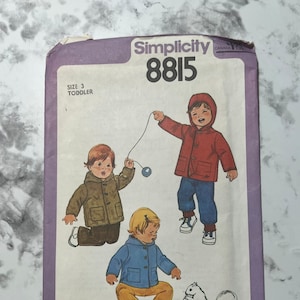 Simplicity
8815
SIZE 3
TODDLER